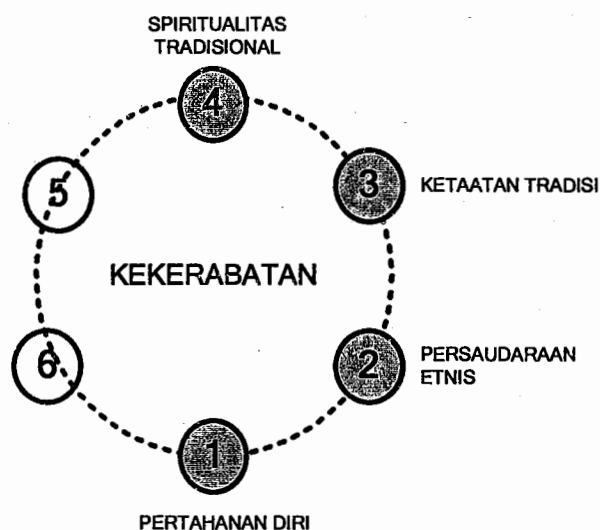 SPIRITUALITAS
TRADISIONAL
4
5
3
KETAATAN TRADISI
KEKERABATAN
6
2
PERSAUDARAAN
ETNIS
1
PERTAHANAN DIRI